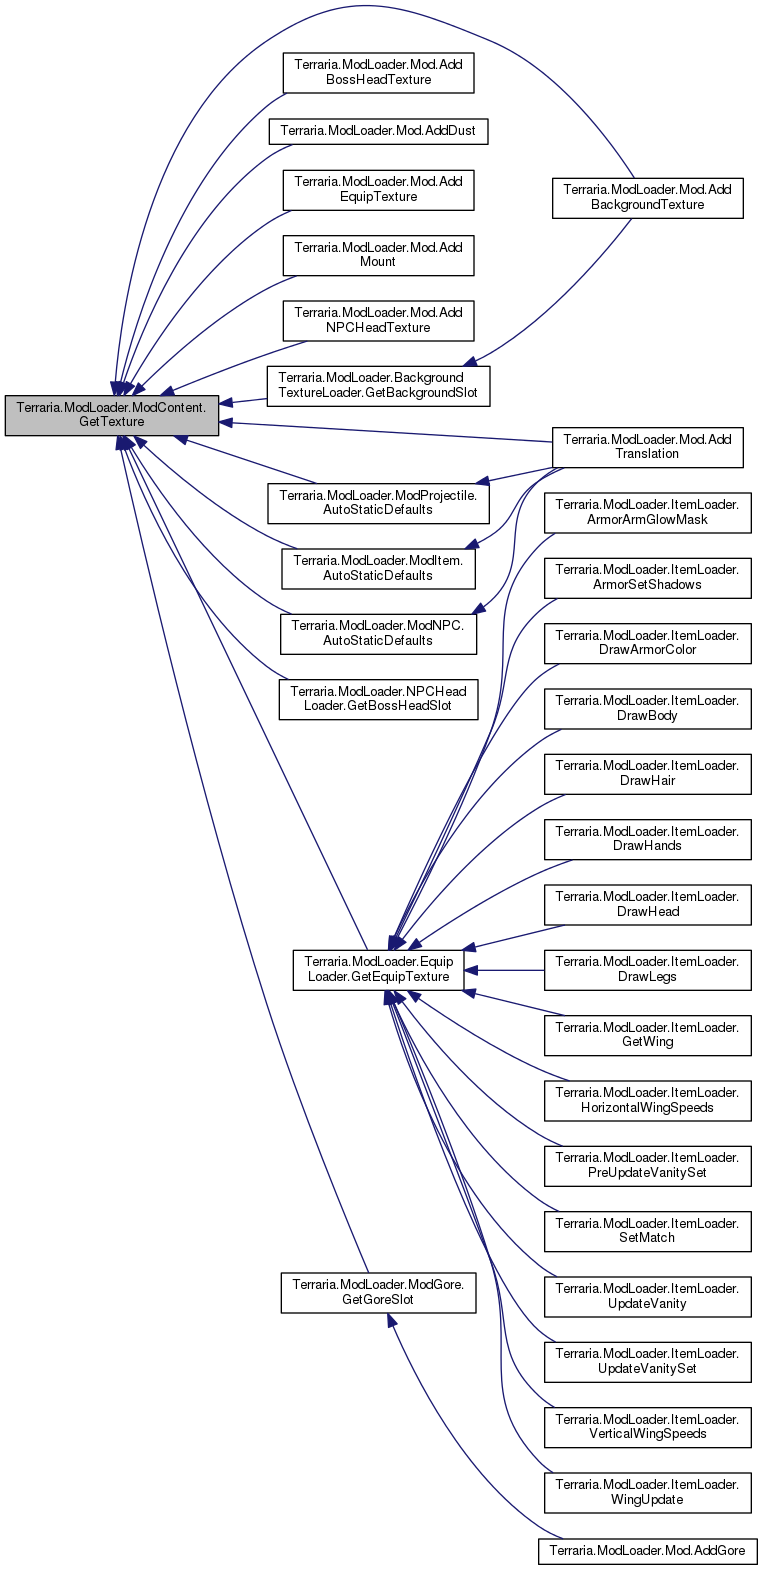 Terraria.ModLoader.ModContent.
GetTexture
Terraria.ModLoader.Mod.Add
BossHeadTexture
Terraria.ModLoader.Mod.AddDust
Terraria.ModLoader.Mod.Add
EquipTexture
Terraria.ModLoader.Mod.Add
Mount
Terraria.ModLoader.Mod.Add
NPCHeadTexture
Terraria.ModLoader.Background
TextureLoader.GetBackgroundSlot
Terraria.ModLoader.ModProjectile.
AutoStaticDefaults
Terraria.ModLoader.ModItem.
AutoStaticDefaults
Terraria.ModLoader.ModNPC.
AutoStaticDefaults
Terraria.ModLoader.NPCHead
Loader.GetBossHeadSlot
Terraria.ModLoader.Equip
Loader.GetEquipTexture
Terraria.ModLoader.ModGore.
GetGoreSlot
Terraria.ModLoader.Mod.Add
BackgroundTexture
Terraria.ModLoader.Mod.Add
Translation
Terraria.ModLoader.ItemLoader.
ArmorArmGlowMask
Terraria.ModLoader.ItemLoader.
ArmorSetShadows
Terraria.ModLoader.ItemLoader.
DrawArmorColor
Terraria.ModLoader.ItemLoader.
DrawBody
Terraria.ModLoader.ItemLoader.
DrawHair
Terraria.ModLoader.ItemLoader.
DrawHands
Terraria.ModLoader.ItemLoader.
DrawHead
Terraria.ModLoader.ItemLoader.
DrawLegs
Terraria.ModLoader.ItemLoader.
GetWing
Terraria.ModLoader.ItemLoader.
HorizontalWingSpeeds
Terraria.ModLoader.ItemLoader.
PreUpdateVanitySet
Terraria.ModLoader.ItemLoader.
SetMatch
Terraria.ModLoader.ItemLoader.
UpdateVanity
Terraria.ModLoader.ItemLoader.
UpdateVanitySet
Terraria.ModLoader.ItemLoader.
VerticalWingSpeeds
Terraria.ModLoader.ItemLoader.
WingUpdate
Terraria.ModLoader.Mod.AddGore